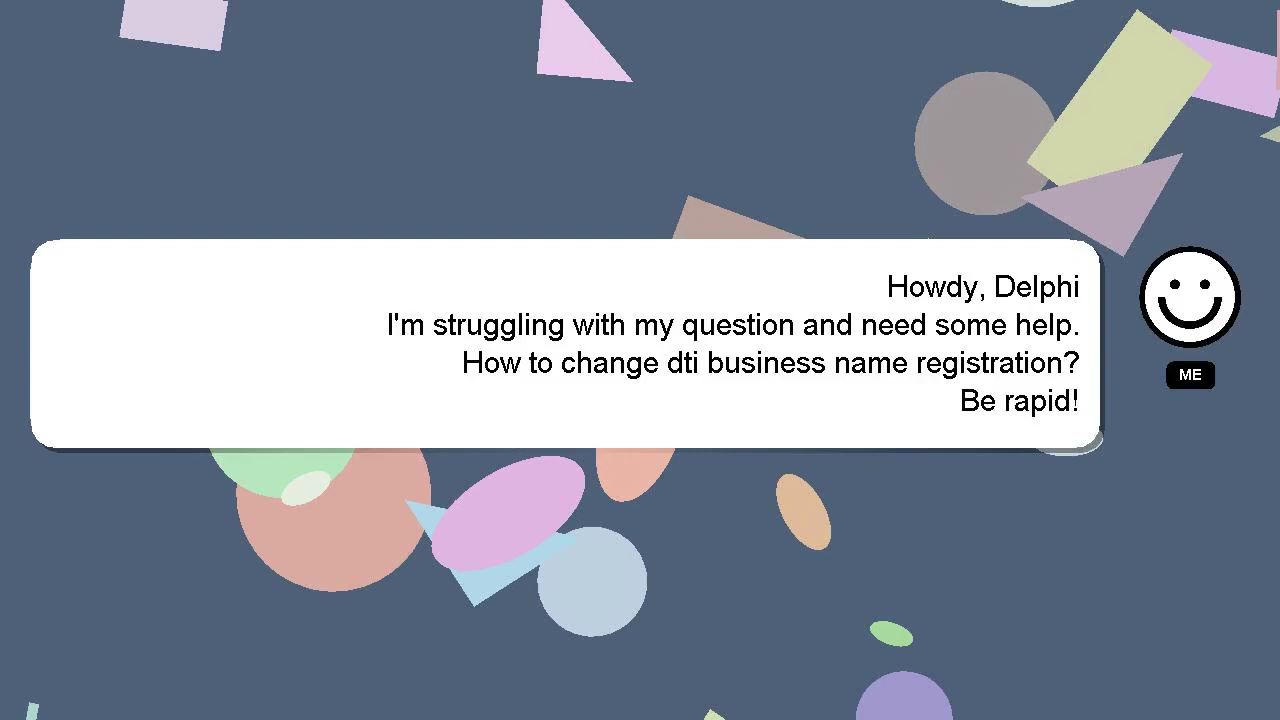 Howdy, Delphi
I'm struggling with my question and need some help.
How to change dti business name registration?
Be rapid!
ME